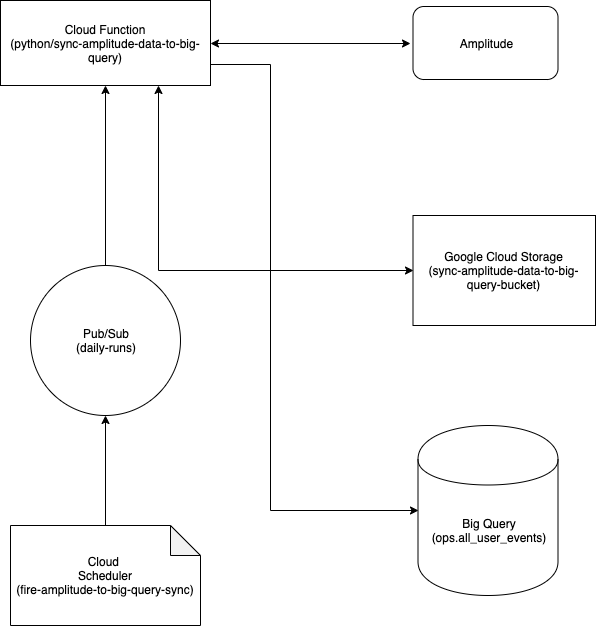 Cloud Function
(python/sync-amplitude-data-to-big-
query)
Amplitude
Google Cloud Storage
(sync-amplitude-data-to-big-
query-bucket)
Pub/Sub
(daily-runs)
Big Query
(ops.all_user_events)
Cloud
Scheduler
(fire-amplitude-to-big-query-sync)